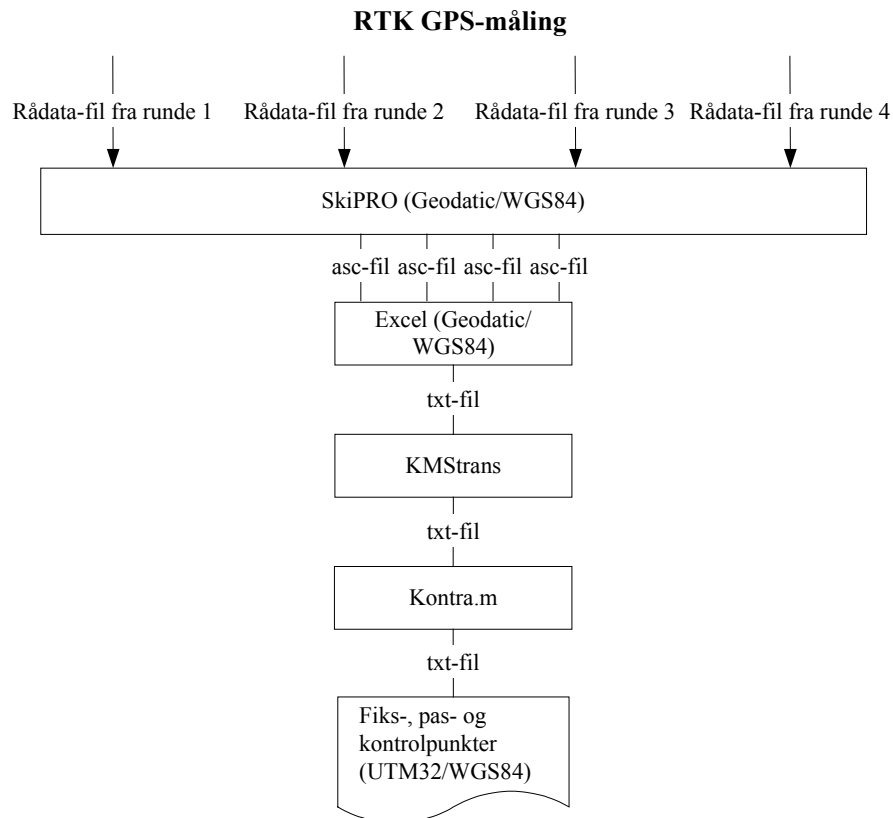 RTK GPS-måling
Rådata-fil fra runde 1 Rådata-fil fra runde 2 Rådata-fil fra runde 3 Rådata-fil fra runde 4
SkiPRO (Geodatic/WGS84)
asc-fil asc-fil asc-fil asc-fil
Excel (Geodatic/
WGS84)
txt-fil
KMStrans
txt-fil
Kontra.m
txt-fil
Fiks-, pas- og
kontrolpunkter
(UTM32/WGS84)